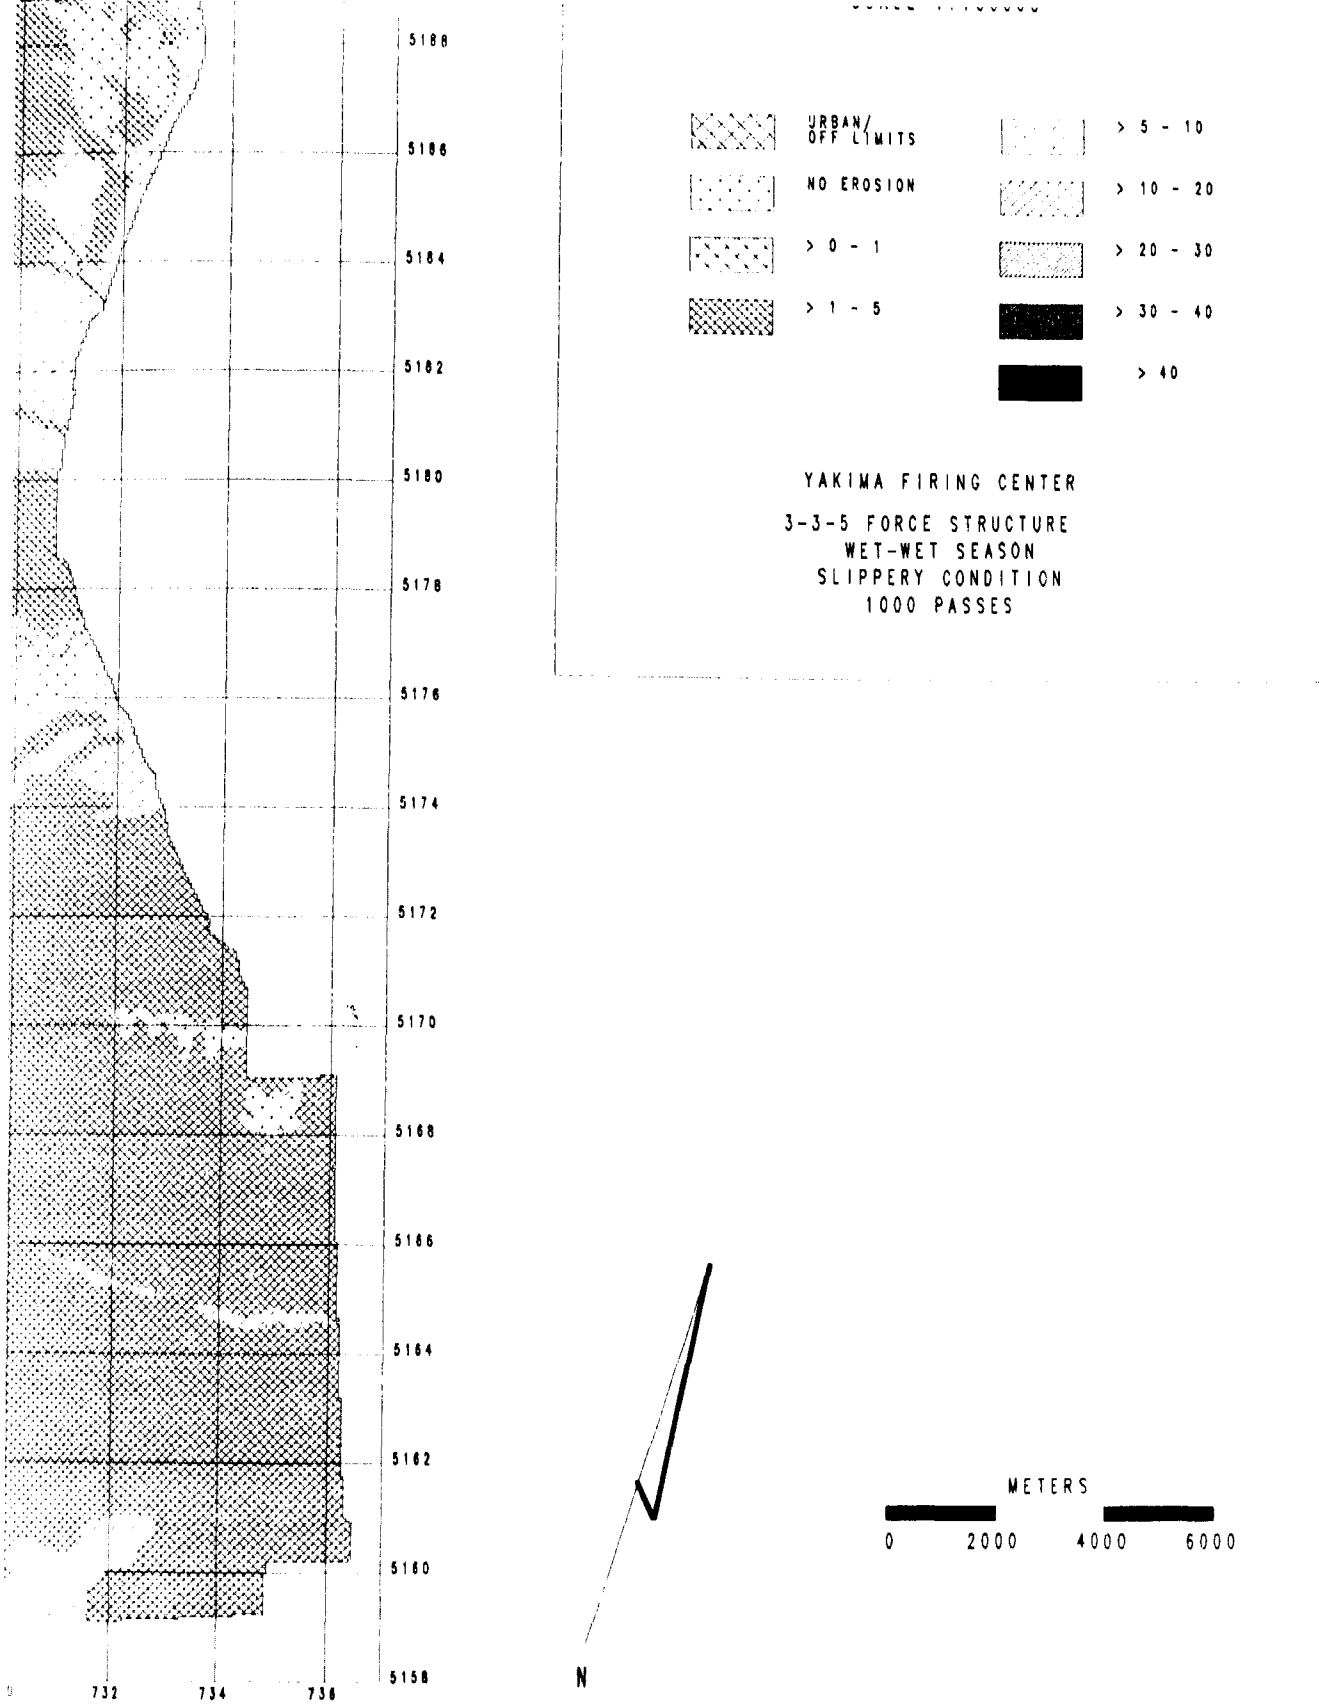 5188
URBAN/
OFF LIMITS
> 5 - 10
5186
NO EROSION
> 10 - 20
> 0 - 1
> 20 - 30
5184
> 1 - 5
> 30 - 40
5182
> 40
5180
YAKIMA FIRING CENTER
3-3-5 FORCE STRUCTURE
WET-WET SEASON
SLIPPERY CONDITION
1000 PASSES
5178
5176
5174
5172
5170
5168
5166
5164
5162
METERS
0 2000 4000 6000
5160
N
5158
732 734 736